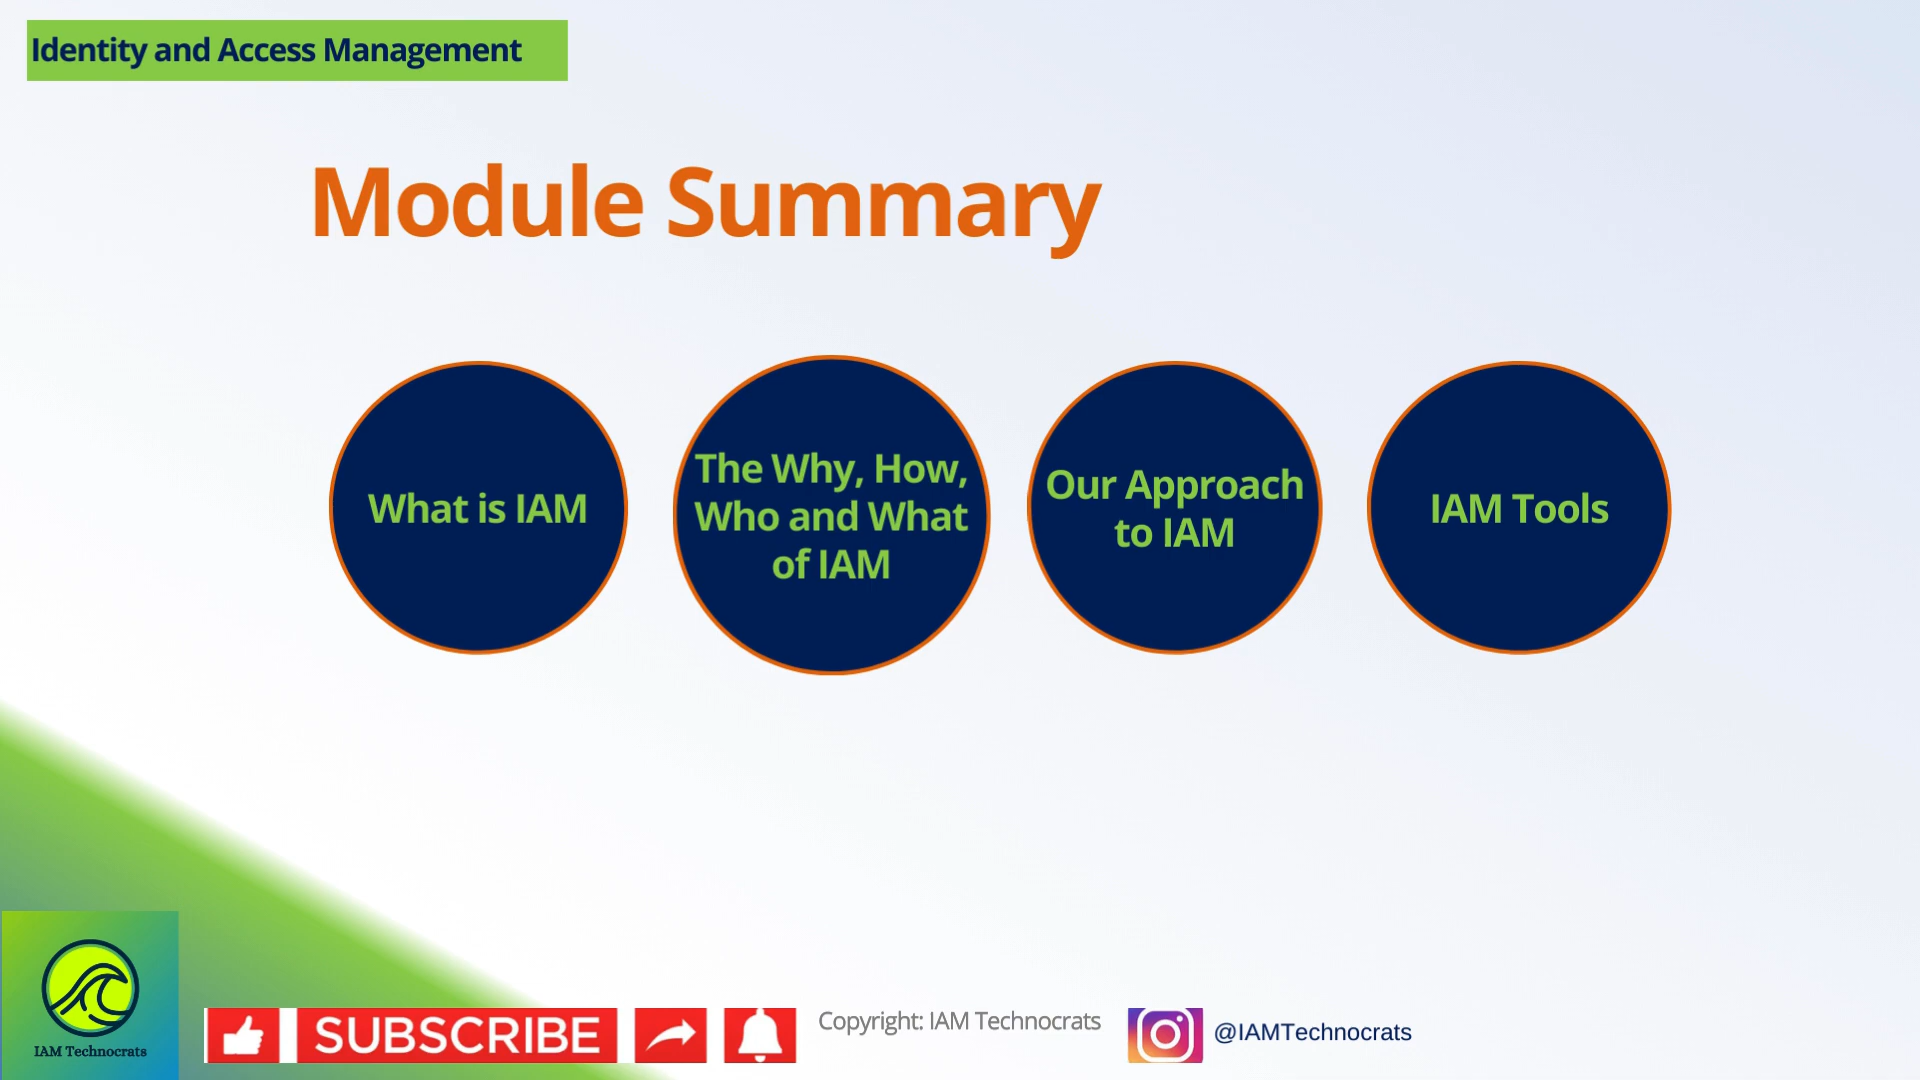 Identity and Access Management
Module Summary
What is IAM
The Why, How,
Who and What
of IAM
Our Approach
to IAM
IAM Tools
IAM Technocrats
SUBSCRIBE
Copyright: IAM Technocrats
@IAMTechnocrats